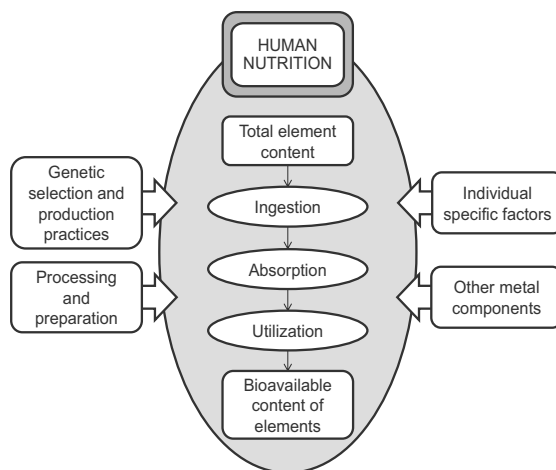 HUMAN
NUTRITION
Total element
content
Genetic
selection and
production
practices
Ingestion
Individual
specific factors
Absorption
Processing
and
preparation
Other metal
components
Utilization
Bioavailable
content of
elements